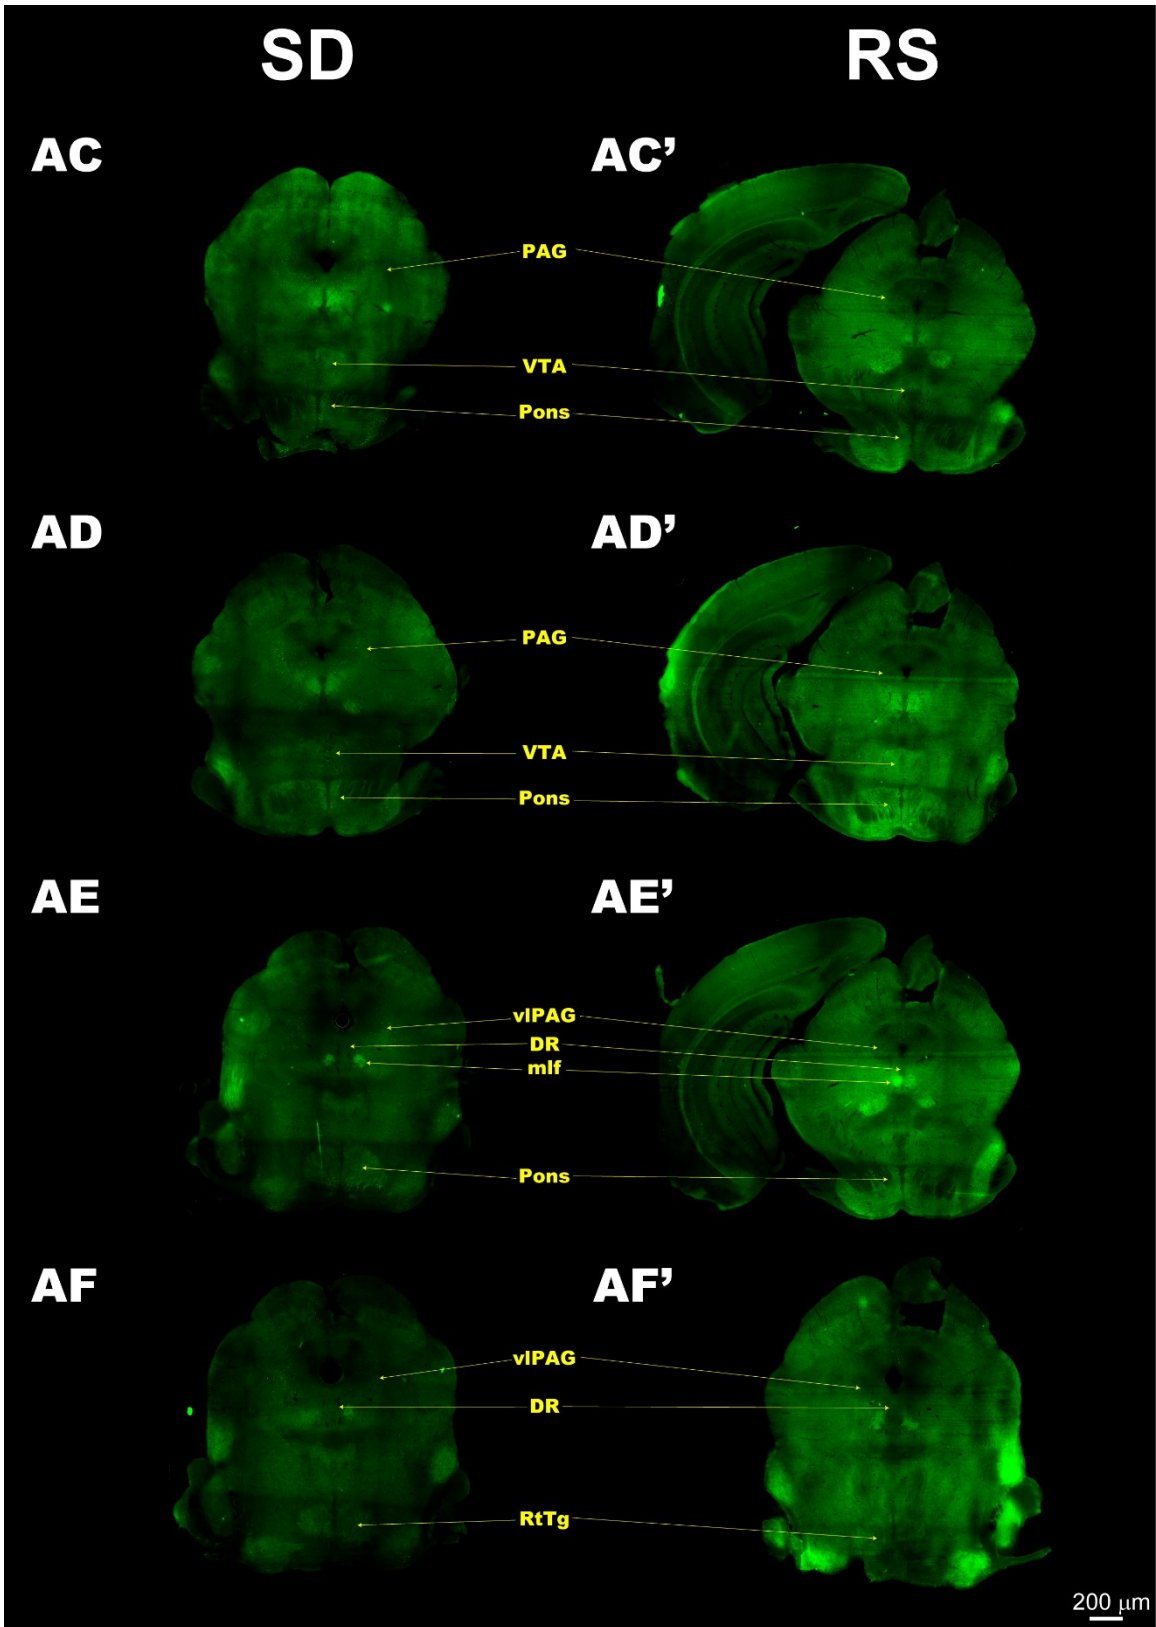 SD RS
AC AC’
PAG
VTA
Pons
AD AD’
PAG
VTA
Pons
AE AE’
vlPAG
DR
mlf
Pons
AF AF’
vlPAG
DR
RtTg
200 μm